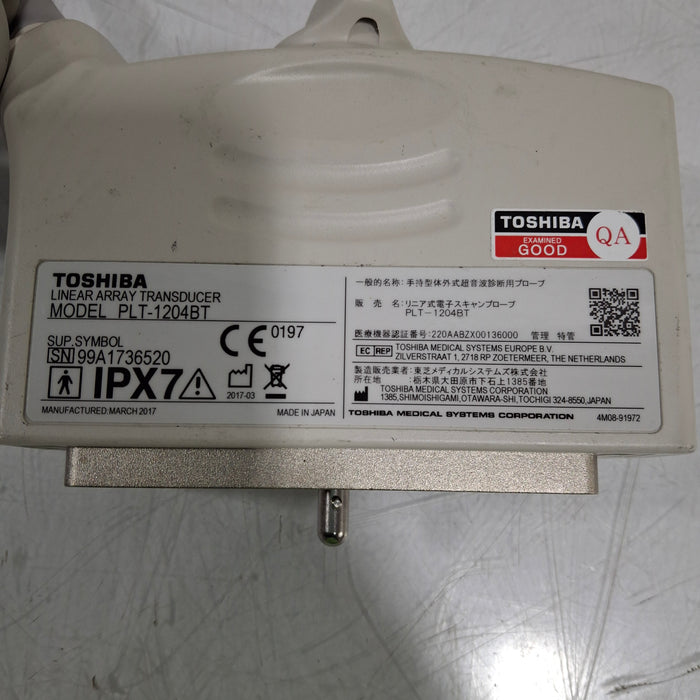 TOSHIBA
EXAMINED
GOOD
QA
TOSHIBA
LINEAR ARRAY TRANSDUCER
MODEL PLT-1204BT
SUP.SYMBOL
SN 99A1736520
CE 0197
IPX7
2017-03
MANUFACTURED: MARCH 2017
MADE IN JAPAN
一般的名称: 手持型体外式超音波診断用プローブ
販 売 名: リニア式電子スキャンプローブ
PLT-1204BT
医療機器認証番号: 220AABZX00136000 管理 特管
EC REP TOSHIBA MEDICAL SYSTEMS EUROPE B.V.
ZILVERSTRAAT 1, 2718 RP ZOETERMEER, THE NETHERLANDS
製造販売業者: 東芝メディカルシステムズ株式会社
所在地: 栃木県大田原市下石上1385番地
TOSHIBA MEDICAL SYSTEMS CORPORATION
1385, SHIMOISHIGAMI, OTAWARA-SHI, TOCHIGI 324-8550, JAPAN
TOSHIBA MEDICAL SYSTEMS CORPORATION
4M08-91972